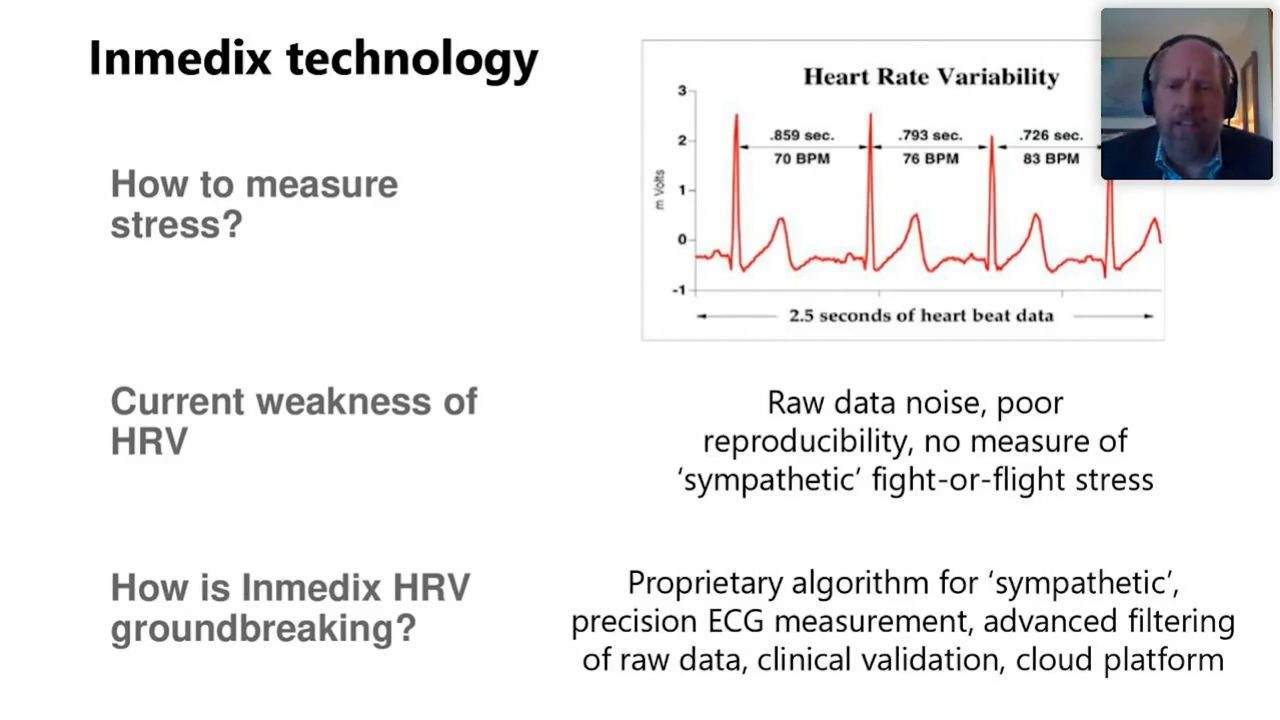 Inmedix technology
How to measure
stress?
Heart Rate Variability
3
2
1
0
-1
m Volts
.859 sec.
.793 sec.
.726 sec.
70 BPM
76 BPM
83 BPM
2.5 seconds of heart beat data
Current weakness of
HRV
Raw data noise, poor
reproducibility, no measure of
‘sympathetic’ fight-or-flight stress
How is Inmedix HRV
groundbreaking?
Proprietary algorithm for ‘sympathetic’,
precision ECG measurement, advanced filtering
of raw data, clinical validation, cloud platform